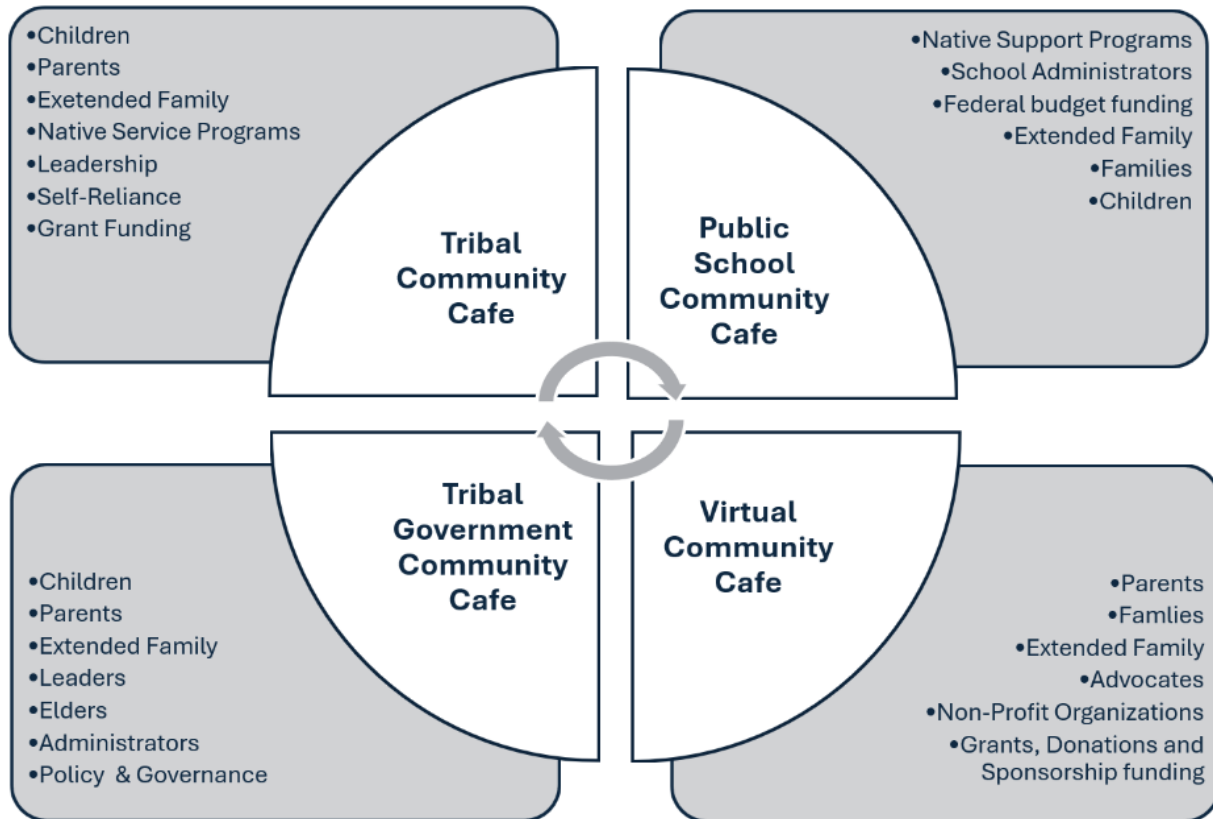 •Children
•Parents
•Exetended Family
•Native Service Programs
•Leadership
•Self-Reliance
•Grant Funding
Tribal
Community
Cafe
•Native Support Programs
•School Administrators
•Federal budget funding
•Extended Family
•Families
•Children
Public
School
Community
Cafe
•Children
•Parents
•Extended Family
•Leaders
•Elders
•Administrators
•Policy & Governance
Tribal
Government
Community
Cafe
Virtual
Community
Cafe
•Parents
•Famlies
•Extended Family
•Advocates
•Non-Profit Organizations
•Grants, Donations and
Sponsorship funding